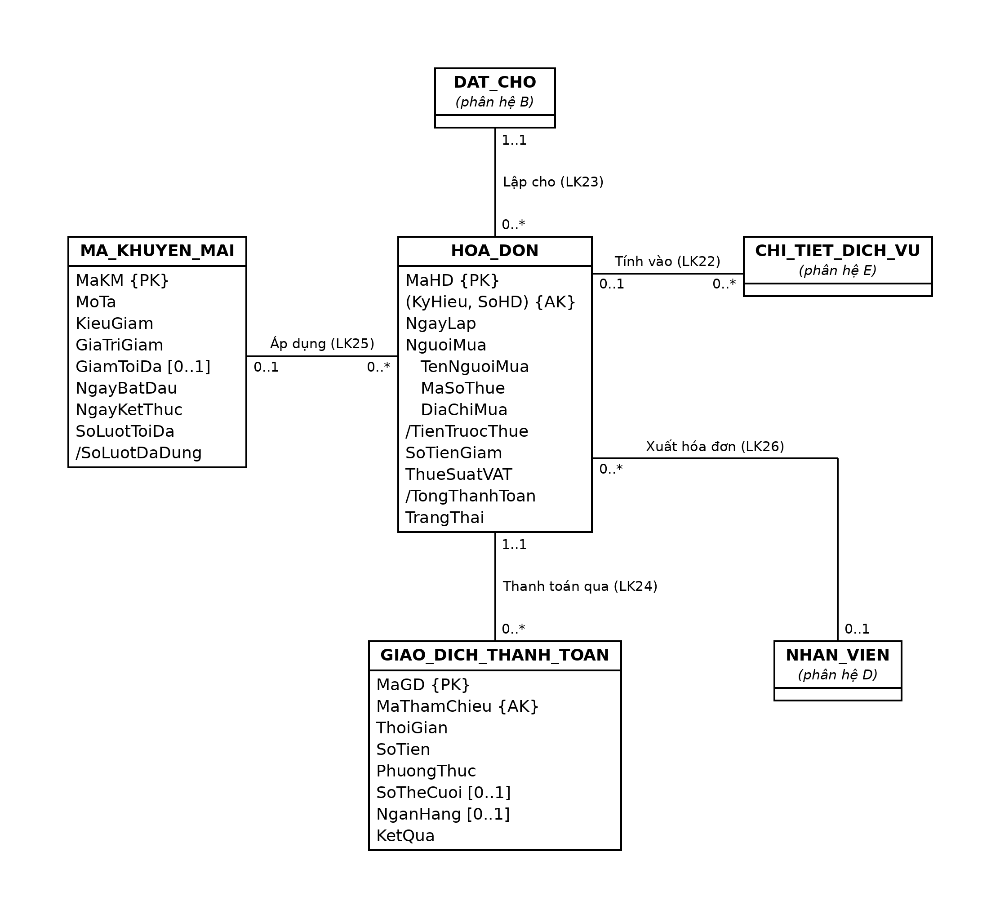 DAT_CHO
(phân hệ B)
1..1
Lập cho (LK23)
0..*
MA_KHUYEN_MAI
MaKM {PK}
MoTa
KieuGiam
GiaTriGiam
GiamToiDa [0..1]
NgayBatDau
NgayKetThuc
SoLuotToiDa
/SoLuotDaDung
Áp dụng (LK25)
0..1
0..*
HOA_DON
MaHD {PK}
(KyHieu, SoHD) {AK}
NgayLap
NguoiMua
TenNguoiMua
MaSoThue
DiaChiMua
/TienTruocThue
SoTienGiam
ThueSuatVAT
/TongThanhToan
TrangThai
Tính vào (LK22)
0..1
0..*
CHI_TIET_DICH_VU
(phân hệ E)
Xuất hóa đơn (LK26)
0..*
0..1
NHAN_VIEN
(phân hệ D)
1..1
Thanh toán qua (LK24)
0..*
GIAO_DICH_THANH_TOAN
MaGD {PK}
MaThamChieu {AK}
ThoiGian
SoTien
PhuongThuc
SoTheCuoi [0..1]
NganHang [0..1]
KetQua